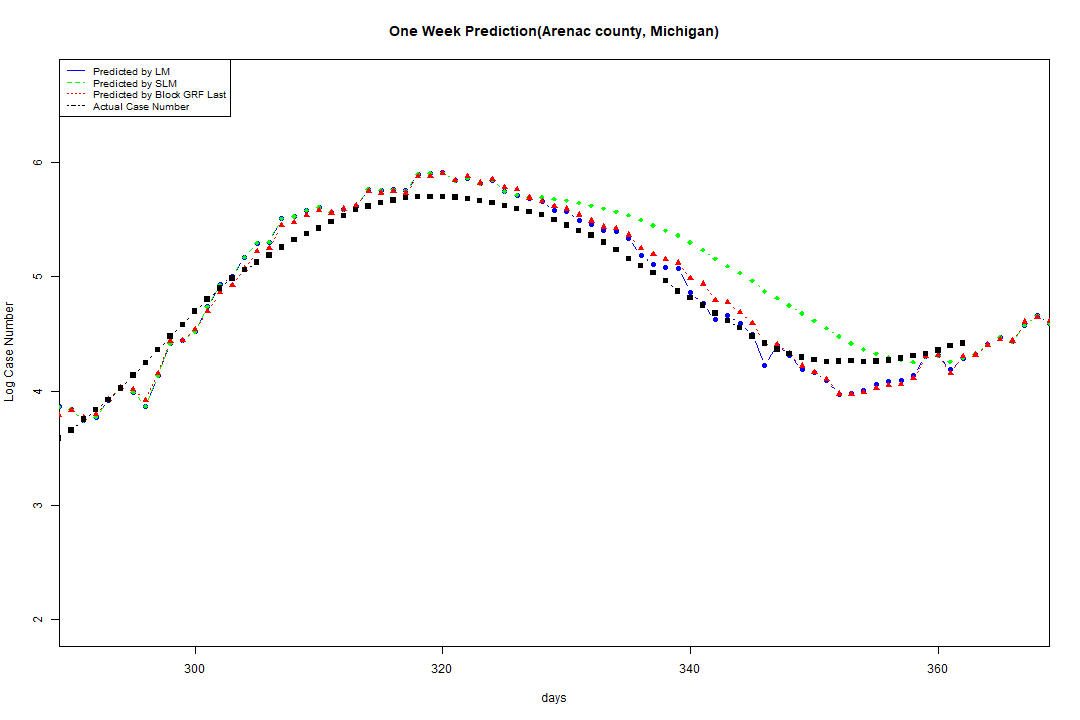 One Week Prediction(Arenac county, Michigan)
Predicted by LM
Predicted by SLM
Predicted by Block GRF Last
Actual Case Number
Log Case Number
6
5
4
3
2
300 320 340 360
days